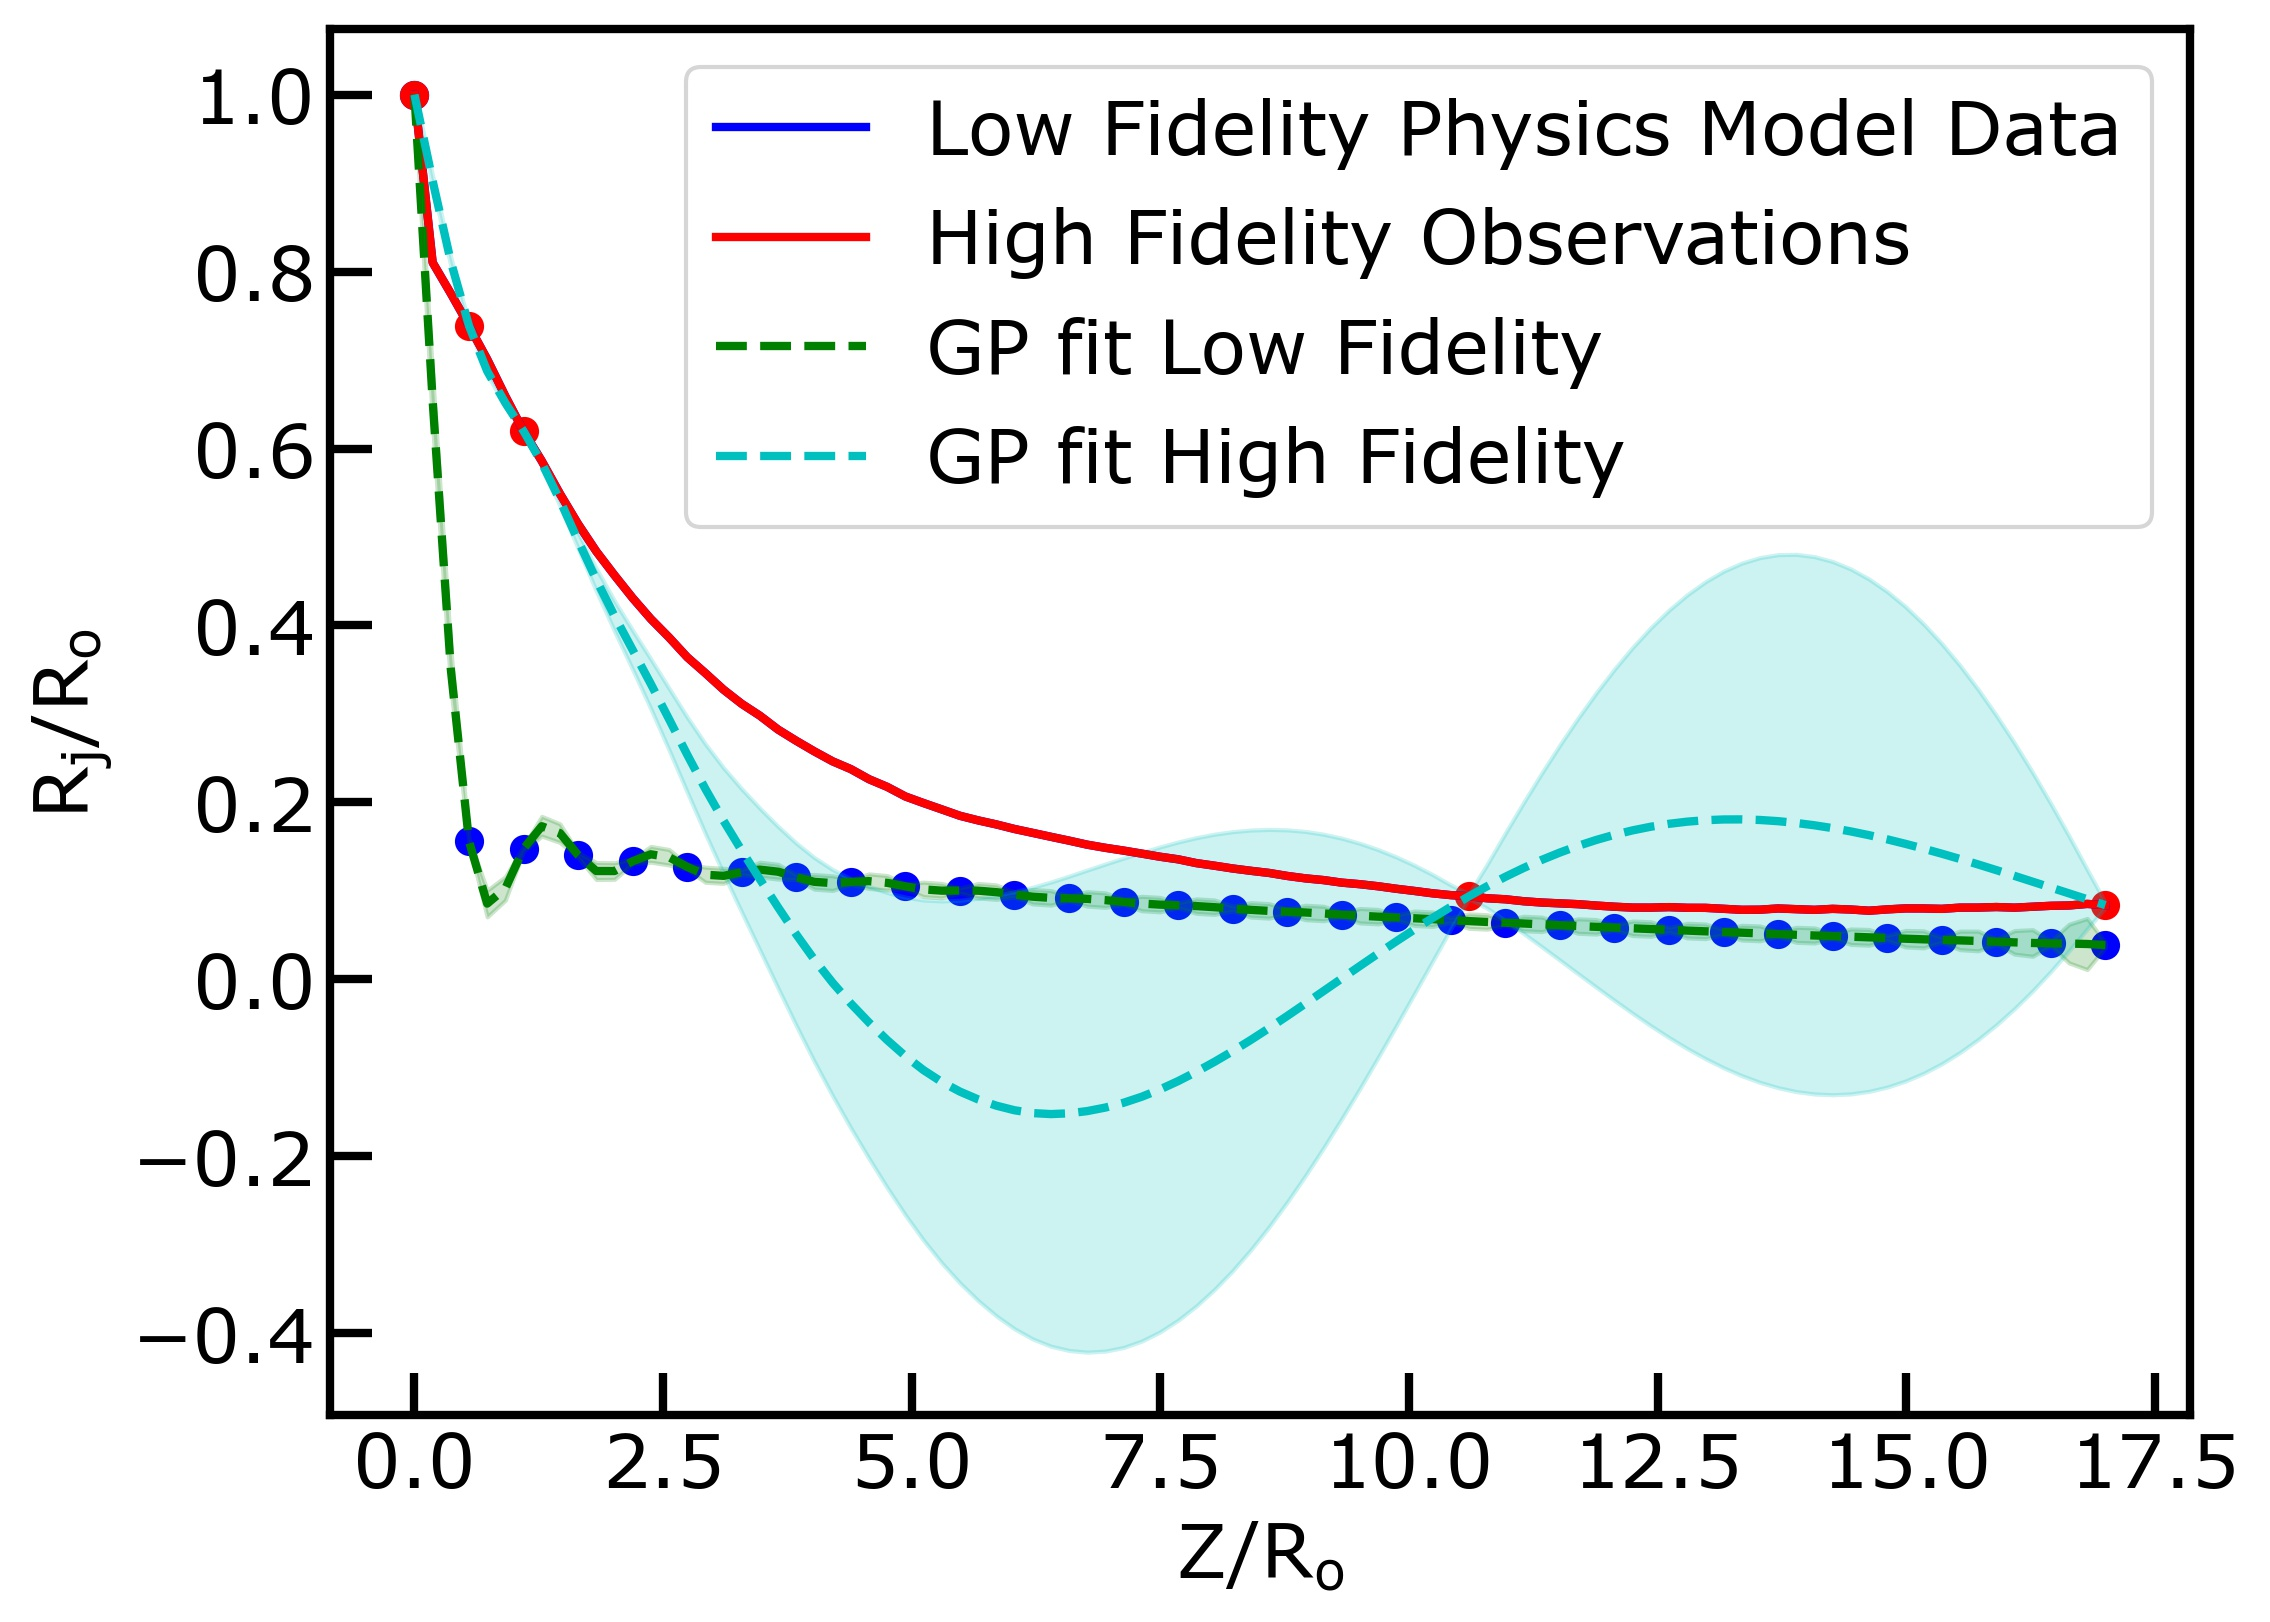 Low Fidelity Physics Model Data
High Fidelity Observations
GP fit Low Fidelity
GP fit High Fidelity
1.0
0.8
0.6
0.4
0.2
0.0
−0.2
−0.4
Rj/Ro
0.0 2.5 5.0 7.5 10.0 12.5 15.0 17.5
Z/Ro